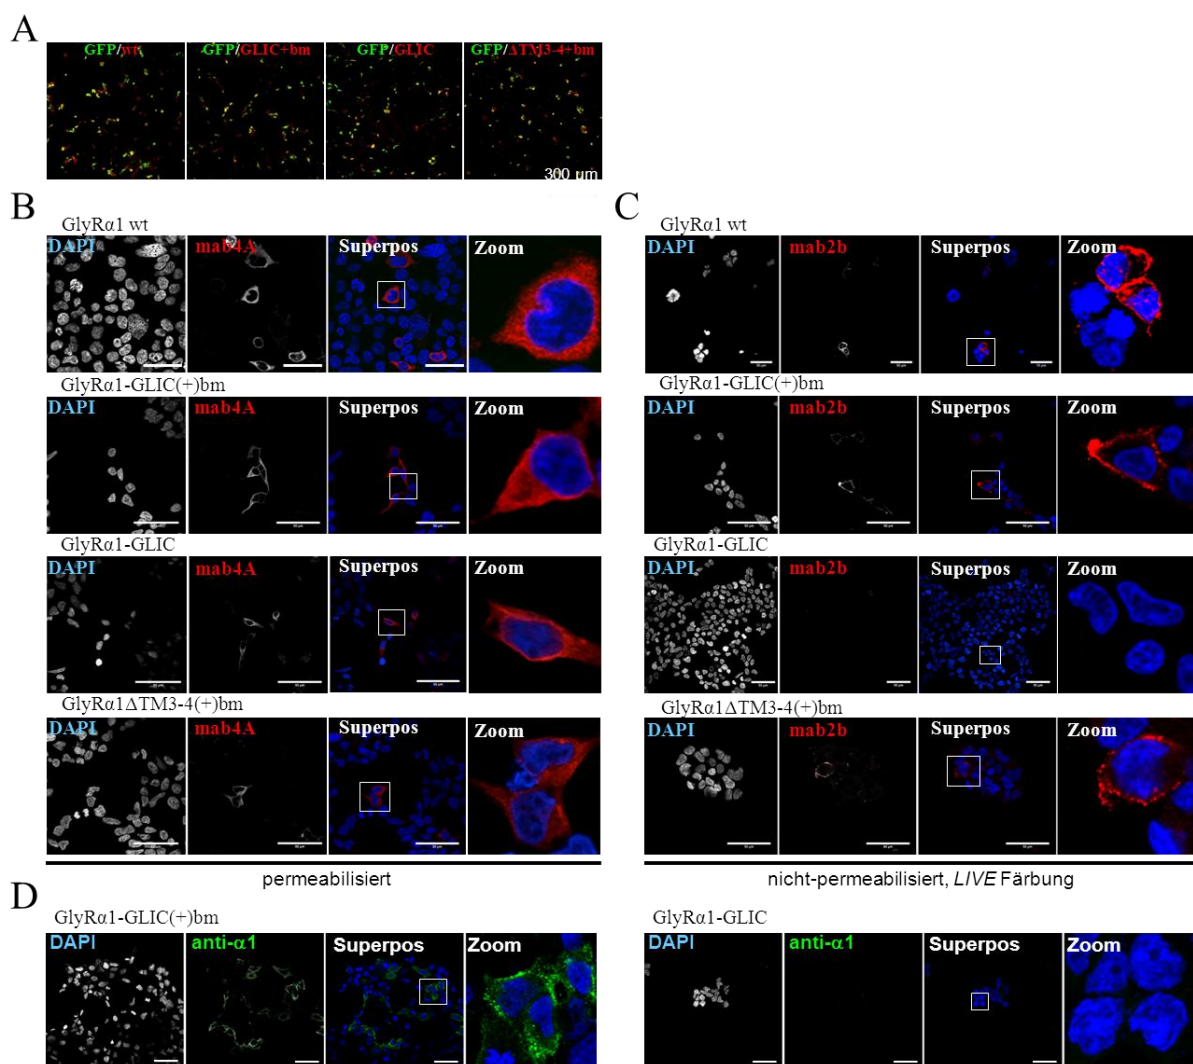 A
GFP/wt GFP/GLIC+bm GFP/GLIC GFP/ΔTM3-4+bm
300 µm
B
GlyRα1 wt
DAPI mab4A Superpos Zoom
GlyRα1-GLIC(+)bm
DAPI mab4A Superpos Zoom
GlyRα1-GLIC
DAPI mab4A Superpos Zoom
GlyRα1ΔTM3-4(+)bm
DAPI mab4A Superpos Zoom
permeabilisiert
C
GlyRα1 wt
DAPI mab2b Superpos Zoom
GlyRα1-GLIC(+)bm
DAPI mab2b Superpos Zoom
GlyRα1-GLIC
DAPI mab2b Superpos Zoom
GlyRα1ΔTM3-4(+)bm
DAPI mab2b Superpos Zoom
nicht-permeabilisiert, LIVE Färbung
D
GlyRα1-GLIC(+)bm
DAPI anti-α1 Superpos Zoom
GlyRα1-GLIC
DAPI anti-α1 Superpos Zoom